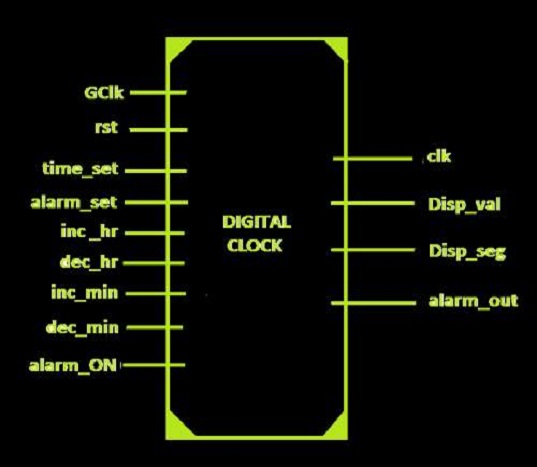 GClk
rst
time_set
alarm_set
inc_hr
dec_hr
inc_min
dec_min
alarm_ON
DIGITAL
CLOCK
clk
Disp_val
Disp_seg
alarm_out